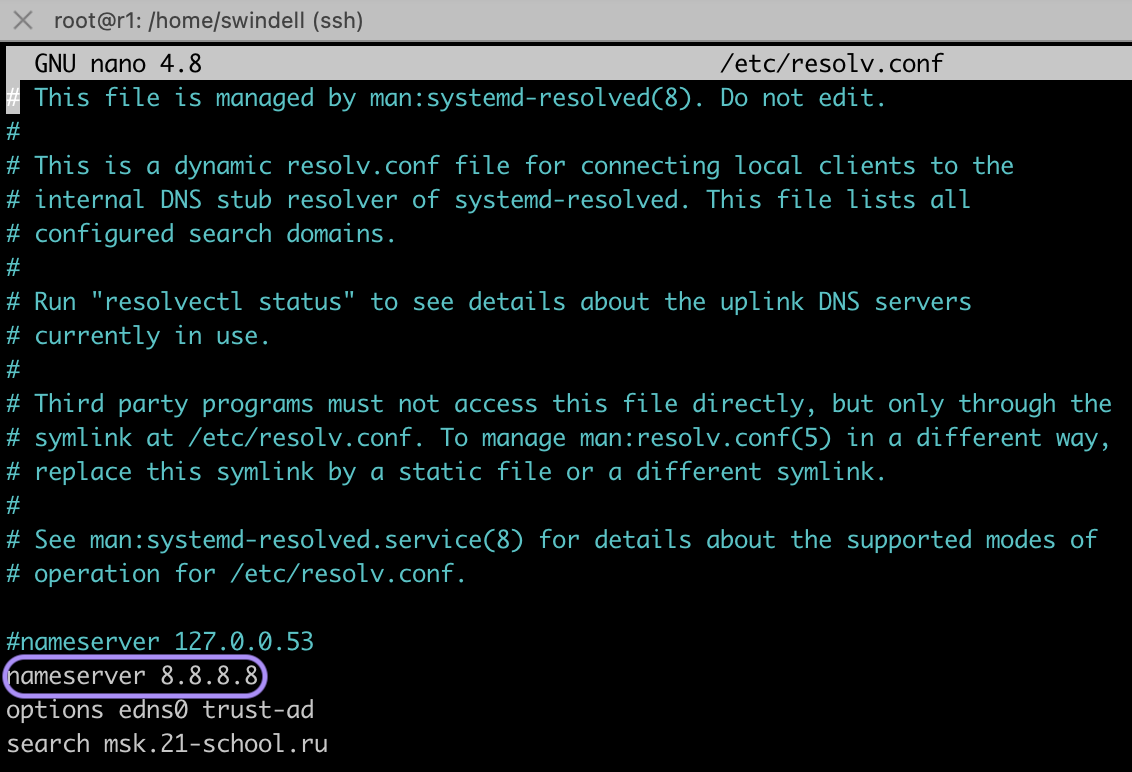 root@r1: /home/swindell (ssh)
GNU nano 4.8 /etc/resolv.conf
# This file is managed by man:systemd-resolved(8). Do not edit.
#
# This is a dynamic resolv.conf file for connecting local clients to the
# internal DNS stub resolver of systemd-resolved. This file lists all
# configured search domains.
#
# Run "resolvectl status" to see details about the uplink DNS servers
# currently in use.
#
# Third party programs must not access this file directly, but only through the
# symlink at /etc/resolv.conf. To manage man:resolv.conf(5) in a different way,
# replace this symlink by a static file or a different symlink.
#
# See man:systemd-resolved.service(8) for details about the supported modes of
# operation for /etc/resolv.conf.
#nameserver 127.0.0.53
nameserver 8.8.8.8
options edns0 trust-ad
search msk.21-school.ru